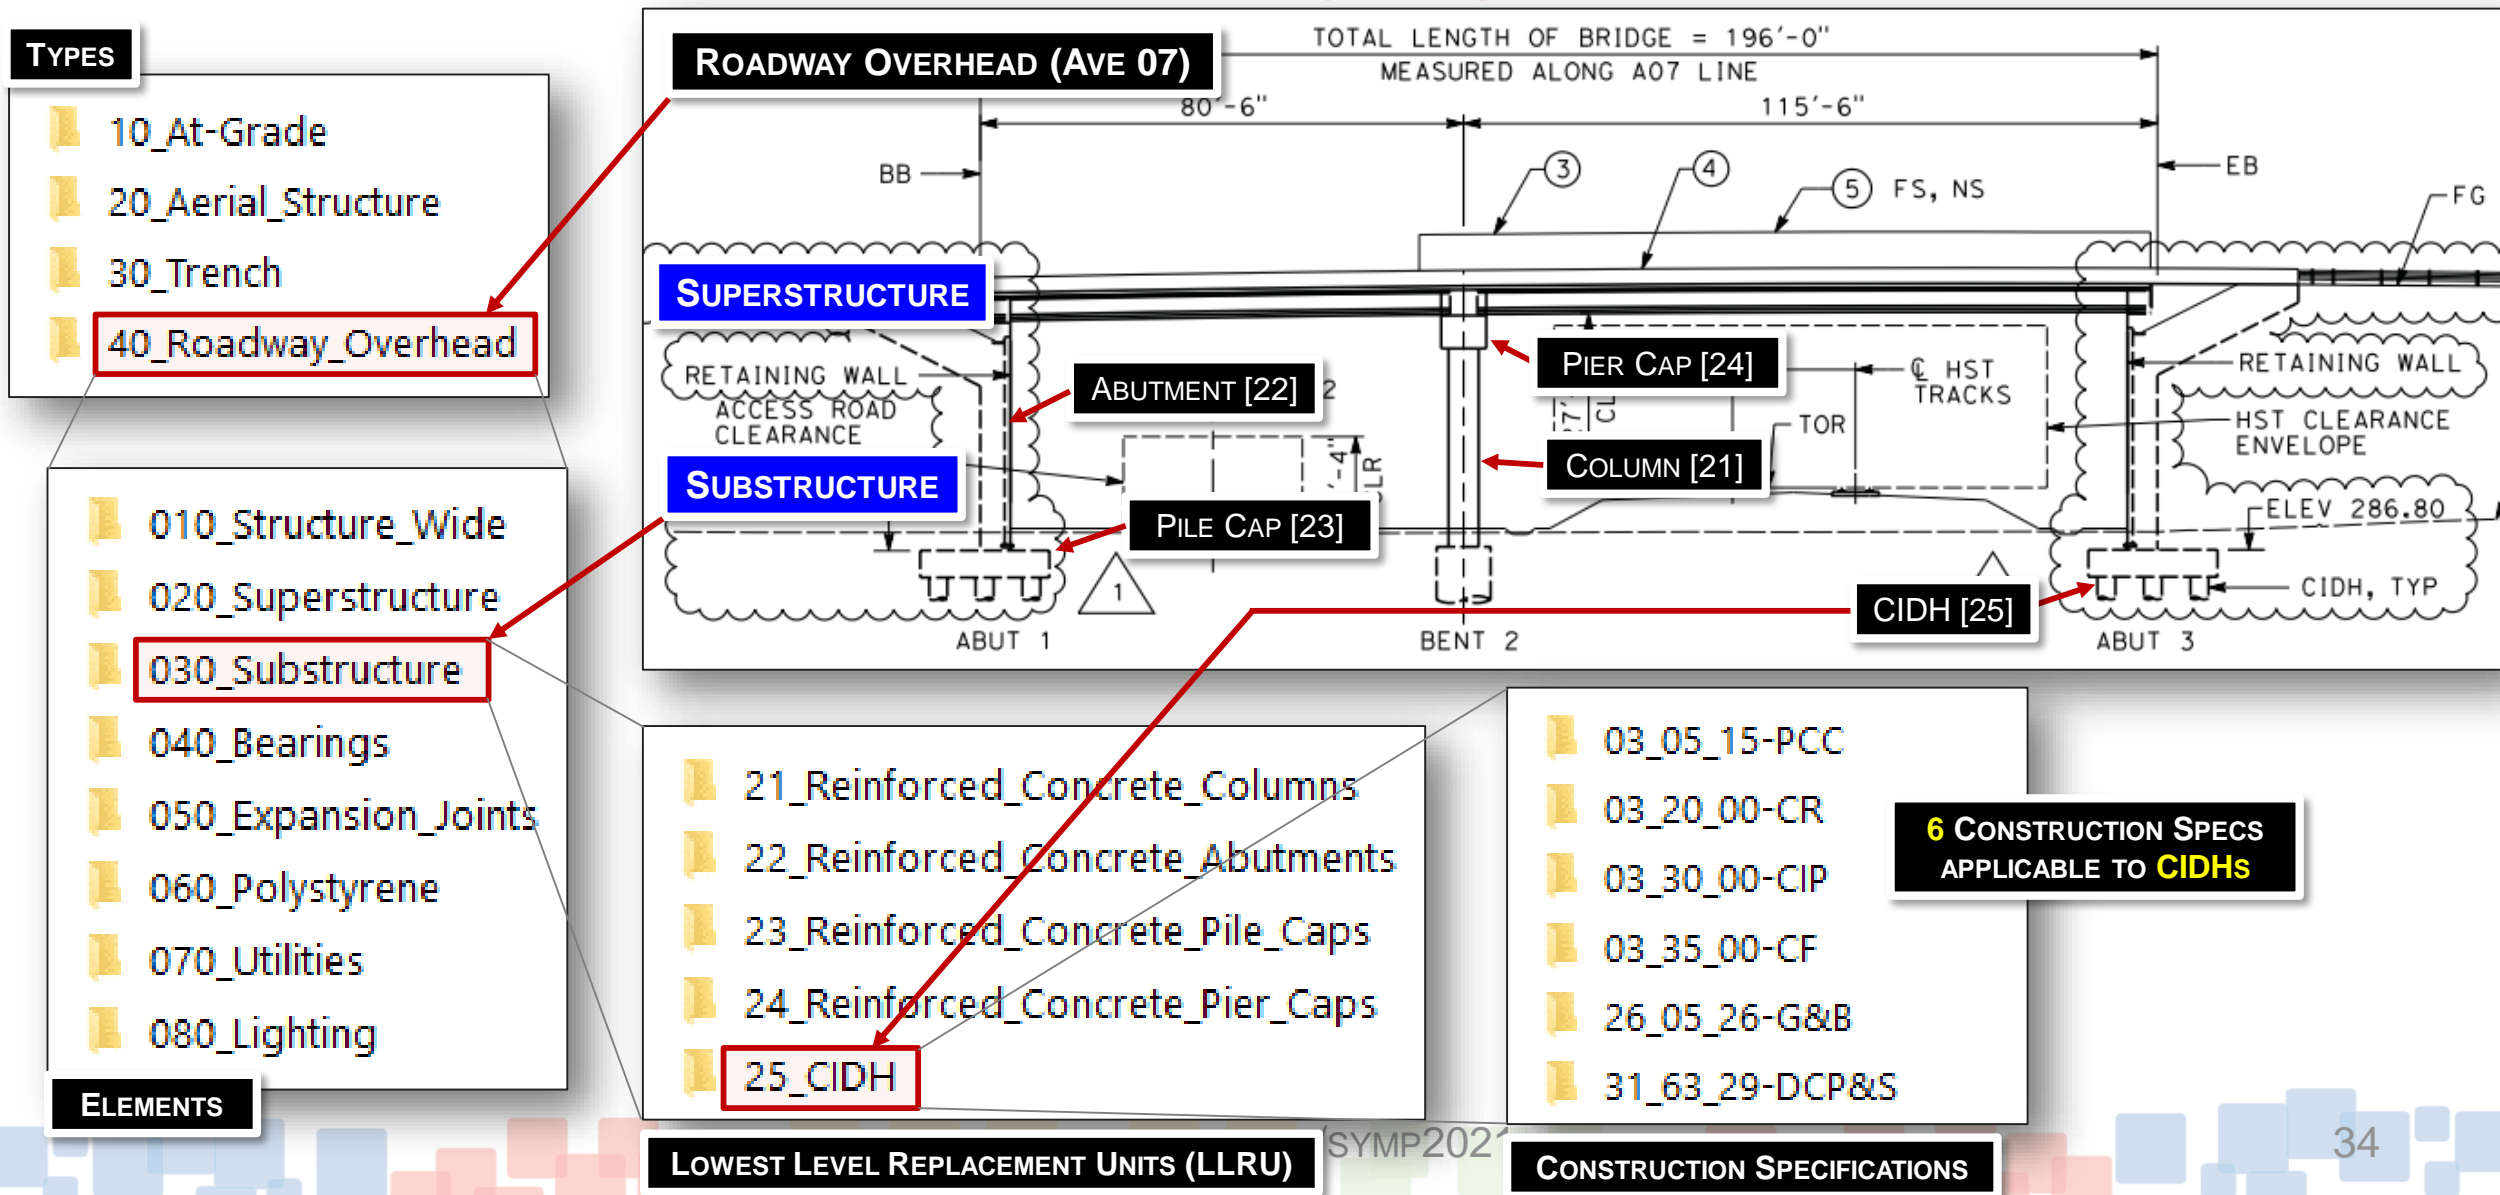 TYPES
10_At-Grade
20_Aerial_Structure
30_Trench
40_Roadway_Overhead
010_Structure_Wide
020_Superstructure
030_Substructure
040_Bearings
050_Expansion_Joints
060_Polystyrene
070_Utilities
080_Lighting
ELEMENTS
ROADWAY OVERHEAD (AVE 07)
TOTAL LENGTH OF BRIDGE = 196'-0"
MEASURED ALONG A07 LINE
80'-6"
115'-6"
BB
3
4
5 FS, NS
EB
FG
SUPERSTRUCTURE
RETAINING WALL
ACCESS ROAD
CLEARANCE
ABUTMENT [22]
2
PIER CAP [24]
℄ HST
TRACKS
RETAINING WALL
HST CLEARANCE
ENVELOPE
TOR
COLUMN [21]
SUBSTRUCTURE
PILE CAP [23]
ELEV 286.80
1
CIDH [25]
CIDH, TYP
ABUT 1
BENT 2
ABUT 3
21_Reinforced_Concrete_Columns
22_Reinforced_Concrete_Abutments
23_Reinforced_Concrete_Pile_Caps
24_Reinforced_Concrete_Pier_Caps
25_CIDH
LOWEST LEVEL REPLACEMENT UNITS (LLRU)
03_05_15-PCC
03_20_00-CR
03_30_00-CIP
03_35_00-CF
26_05_26-G&B
31_63_29-DCP&S
6 CONSTRUCTION SPECS
APPLICABLE TO CIDHS
CONSTRUCTION SPECIFICATIONS
/SYMP2021
34